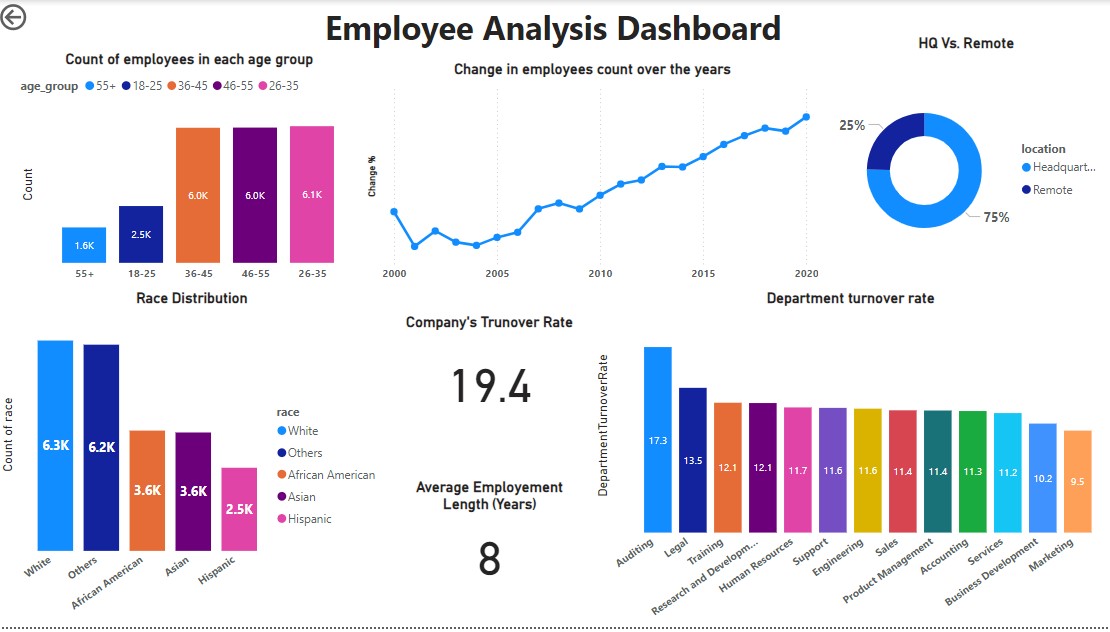 Employee Analysis Dashboard
Count of employees in each age group
age_group 55+ 18-25 36-45 46-55 26-35
Count
1.6K
2.5K
6.0K
6.0K
6.1K
55+
18-25
36-45
46-55
26-35
Change in employees count over the years
Change %
2000
2005
2010
2015
2020
HQ Vs. Remote
25%
75%
location
Headquart...
Remote
Race Distribution
Count of race
6.3K
6.2K
3.6K
3.6K
2.5K
White
Others
African American
Asian
Hispanic
race
White
Others
African American
Asian
Hispanic
Company's Trunover Rate
19.4
Average Employement
Length (Years)
8
Department turnover rate
DepartmentTurnoverRate
17.3
13.5
12.1
12.1
11.7
11.6
11.6
11.4
11.4
11.3
11.2
10.2
9.5
Auditing
Legal
Training
Research and Developm...
Human Resources
Support
Engineering
Sales
Product Management
Accounting
Services
Business Development
Marketing